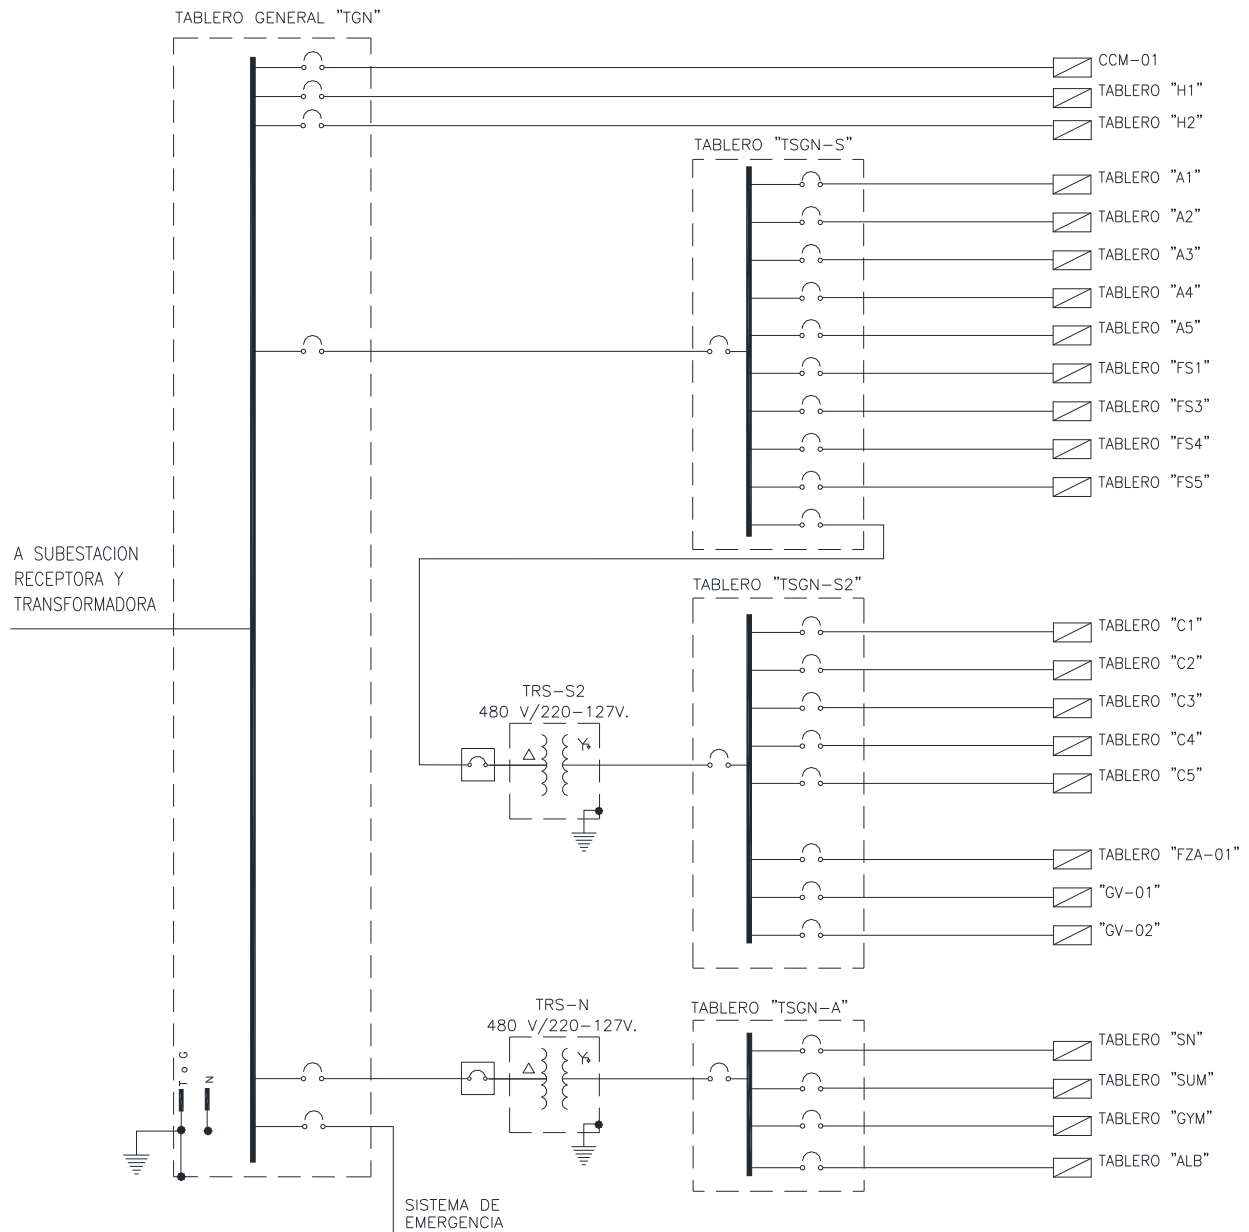 TABLERO GENERAL "TGN"
CCM-01
TABLERO "H1"
TABLERO "H2"
TABLERO "TSGN-S"
TABLERO "A1"
TABLERO "A2"
TABLERO "A3"
TABLERO "A4"
TABLERO "A5"
TABLERO "FS1"
TABLERO "FS3"
TABLERO "FS4"
TABLERO "FS5"
A SUBESTACION
RECEPTORA Y
TRANSFORMADORA
TABLERO "TSGN-S2"
TABLERO "C1"
TABLERO "C2"
TABLERO "C3"
TABLERO "C4"
TABLERO "C5"
TRS-S2
480 V/220-127V.
TABLERO "FZA-01"
"GV-01"
"GV-02"
TRS-N
480 V/220-127V.
TABLERO "TSGN-A"
TABLERO "SN"
TABLERO "SUM"
TABLERO "GYM"
TABLERO "ALB"
T o G
N
SISTEMA DE
EMERGENCIA